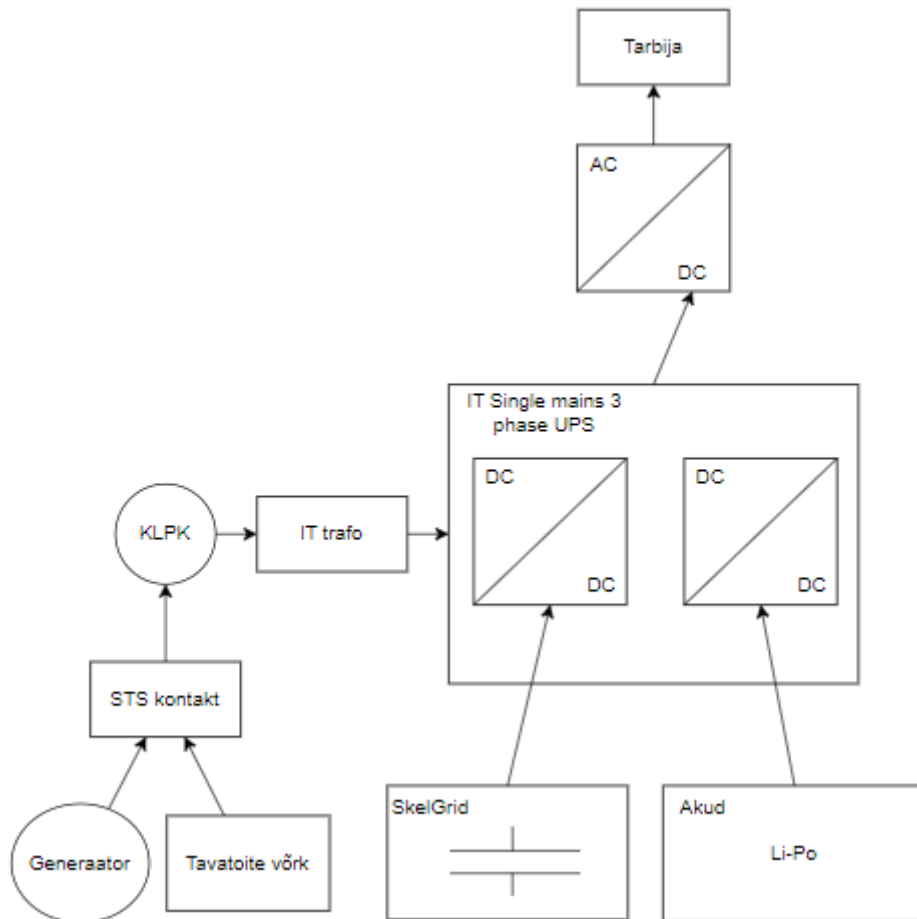 Tarbija
AC
DC
IT Single mains 3
phase UPS
DC
DC
DC
DC
KLPK
IT trafo
STS kontakt
Generaator
Tavatoite võrk
SkelGrid
Akud
Li-Po